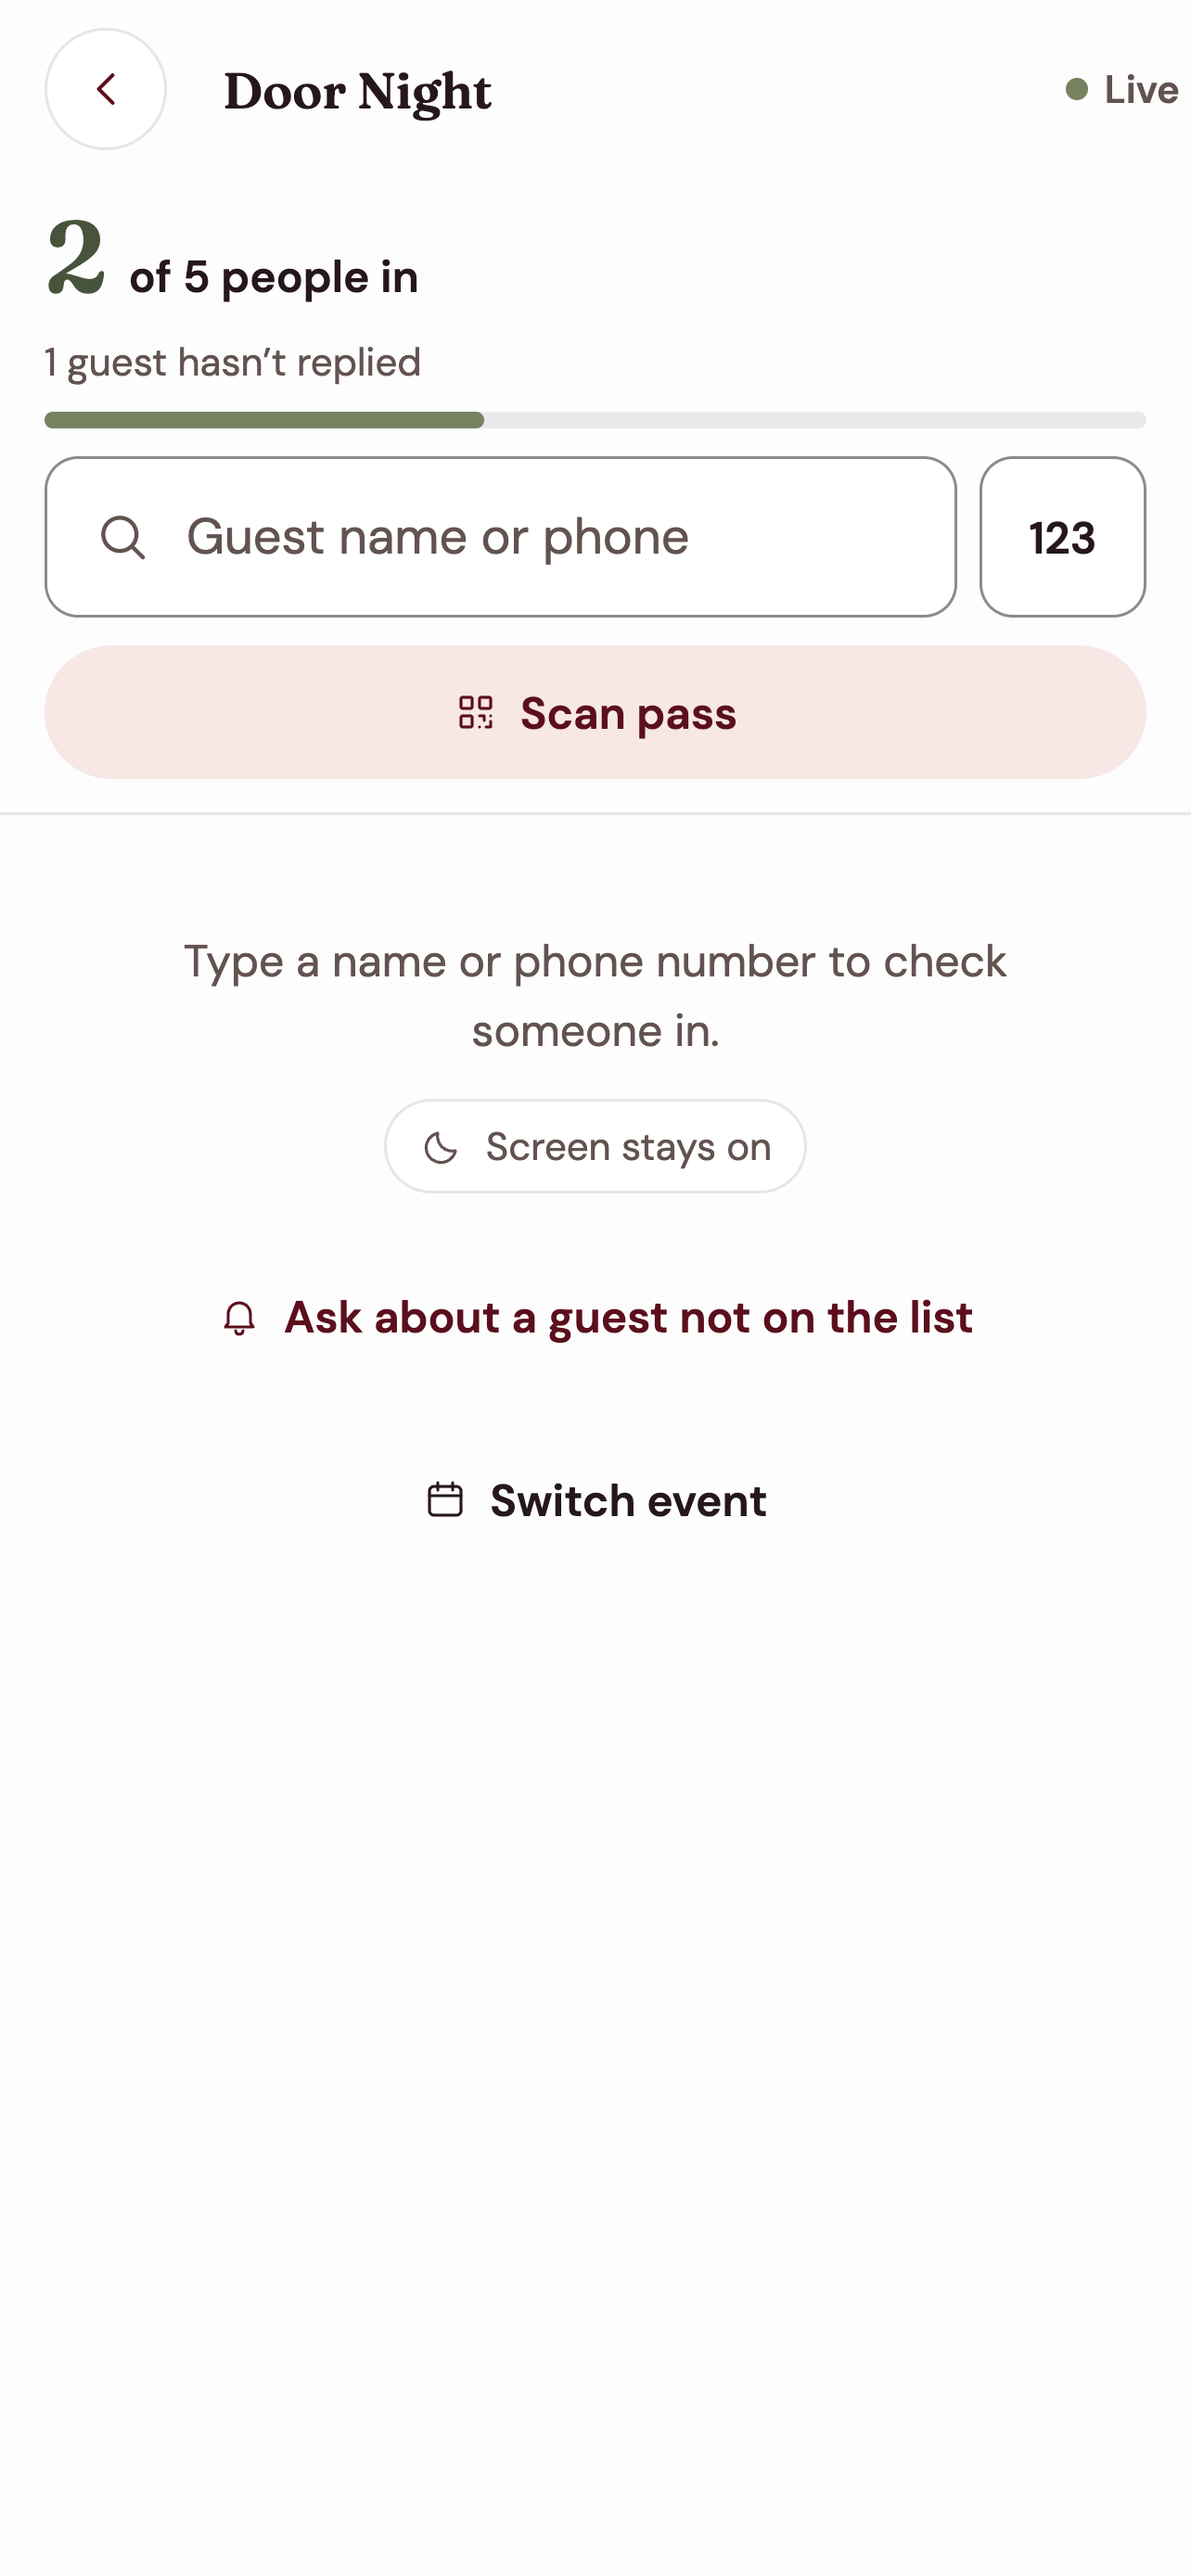 Door Night
Live
2 of 5 people in
1 guest hasn’t replied
Guest name or phone
123
Scan pass
Type a name or phone number to check
someone in.
Screen stays on
Ask about a guest not on the list
Switch event